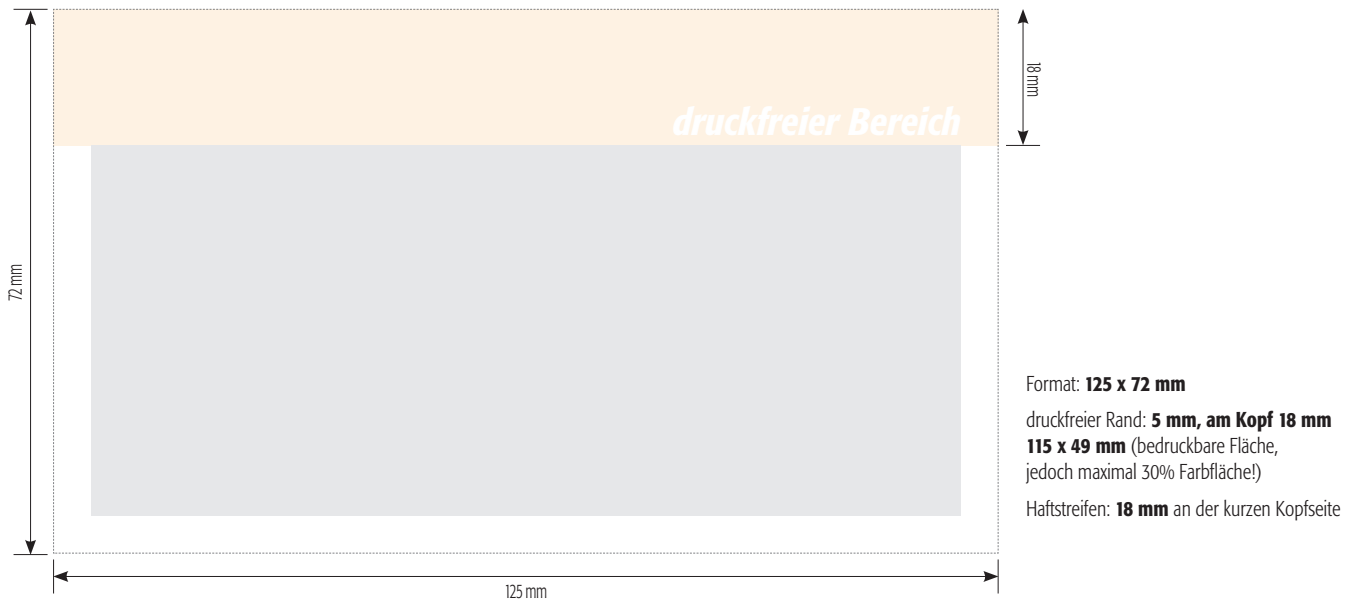 18 mm
druckfreier Bereich
72 mm
Format: 125 x 72 mm
druckfreier Rand: 5 mm, am Kopf 18 mm
115 x 49 mm (bedruckbare Fläche,
jedoch maximal 30% Farbfläche!)
Haftstreifen: 18 mm an der kurzen Kopfseite
125 mm